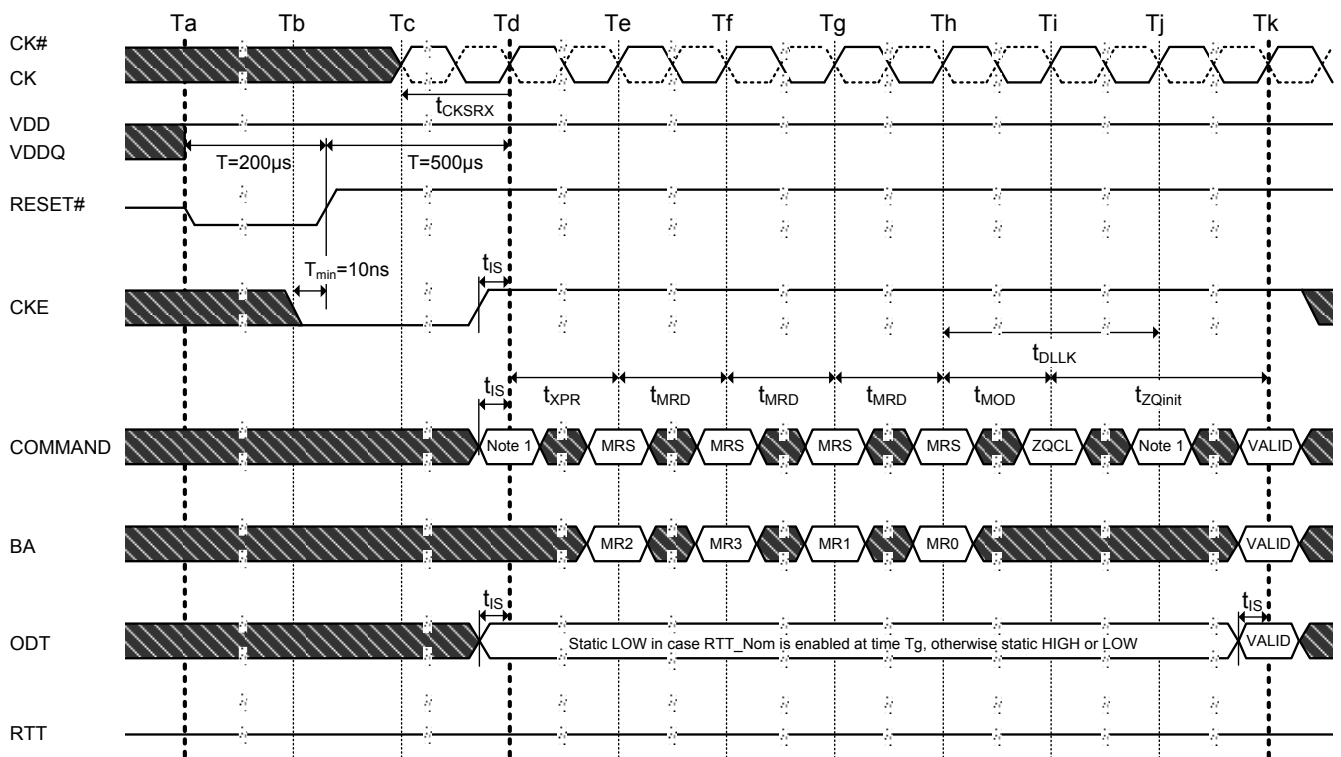 Ta Tb Tc Td Te Tf Tg Th Ti Tj Tk
CK#
CK
tCKSRX
VDD
VDDQ
T=200µs T=500µs
RESET#
Tmin=10ns tIS
CKE
tDLLK
tIS tXPR tMRD tMRD tMRD tMOD tZQinit
COMMAND Note 1 MRS MRS MRS MRS ZQCL Note 1 VALID
BA MR2 MR3 MR1 MR0 VALID
tIS tIS
ODT Static LOW in case RTT_Nom is enabled at time Tg, otherwise static HIGH or LOW VALID
RTT